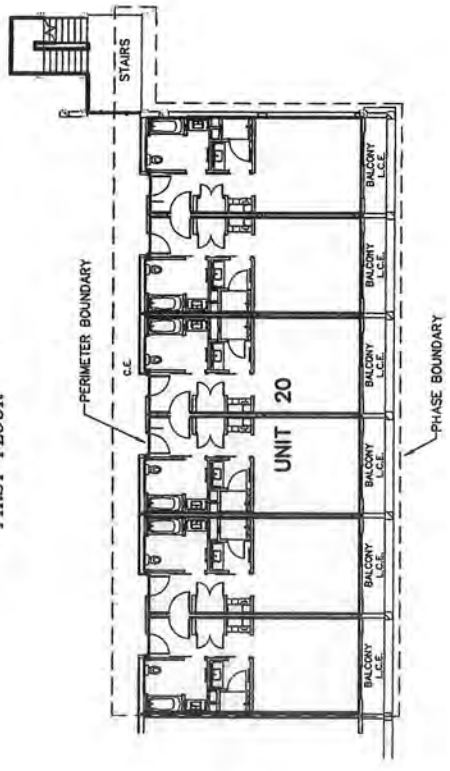 FIRST FLOOR
STAIRS
PERIMETER BOUNDARY
C.E.
UNIT 20
BALCONY
L.C.E.
BALCONY
L.C.E.
BALCONY
L.C.E.
BALCONY
L.C.E.
BALCONY
L.C.E.
BALCONY
L.C.E.
PHASE BOUNDARY